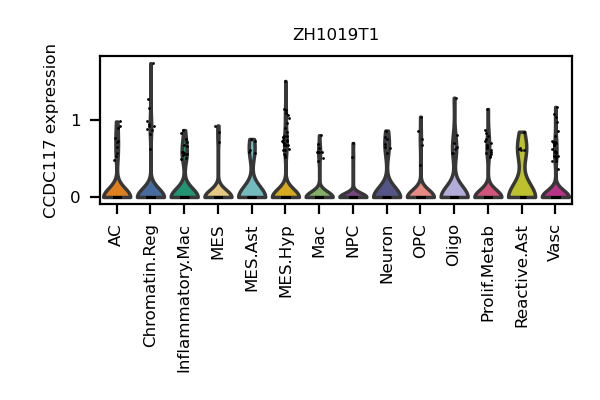 ZH1019T1
CCDC117 expression
1
0
AC
Chromatin.Reg
Inflammatory.Mac
MES
MES.Ast
MES.Hyp
Mac
NPC
Neuron
OPC
Oligo
Prolif.Metab
Reactive.Ast
Vasc